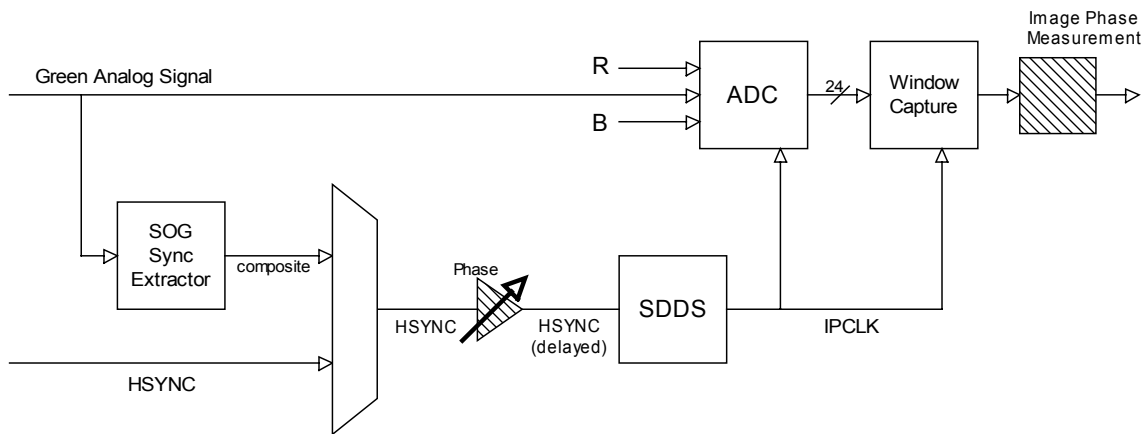 Image Phase
Measurement
Green Analog Signal
R
B
ADC
24
Window
Capture
SOG
Sync
Extractor
composite
Phase
HSYNC
HSYNC
(delayed)
SDDS
IPCLK
HSYNC